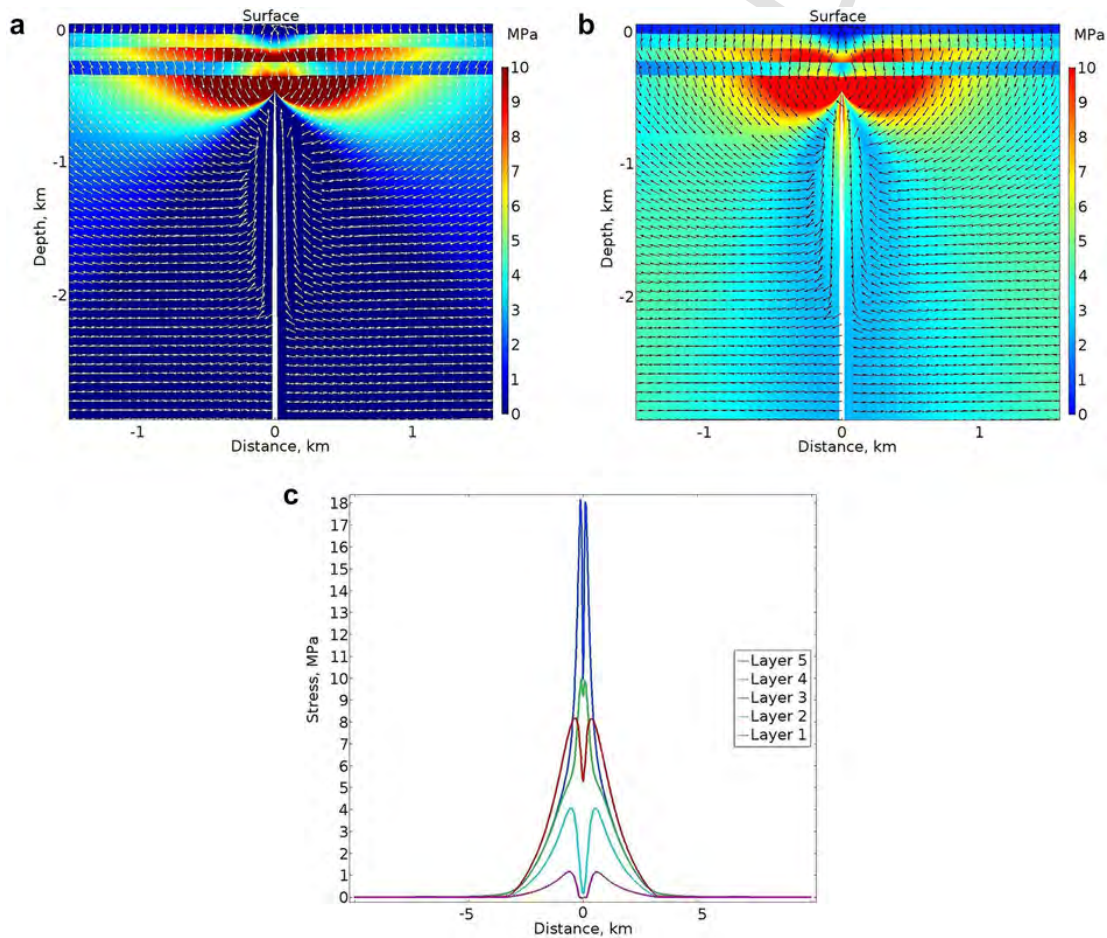 a
Surface
MPa
0
-1
-2
Depth, km
-1 0 1
Distance, km
10
9
8
7
6
5
4
3
2
1
0
b
Surface
MPa
0
-1
-2
Depth, km
-1 0 1
Distance, km
10
9
8
7
6
5
4
3
2
1
0
c
18
17
16
15
14
13
12
11
10
9
8
7
6
5
4
3
2
1
0
Stress, MPa
-5 0 5
Distance, km
Layer 5
Layer 4
Layer 3
Layer 2
Layer 1